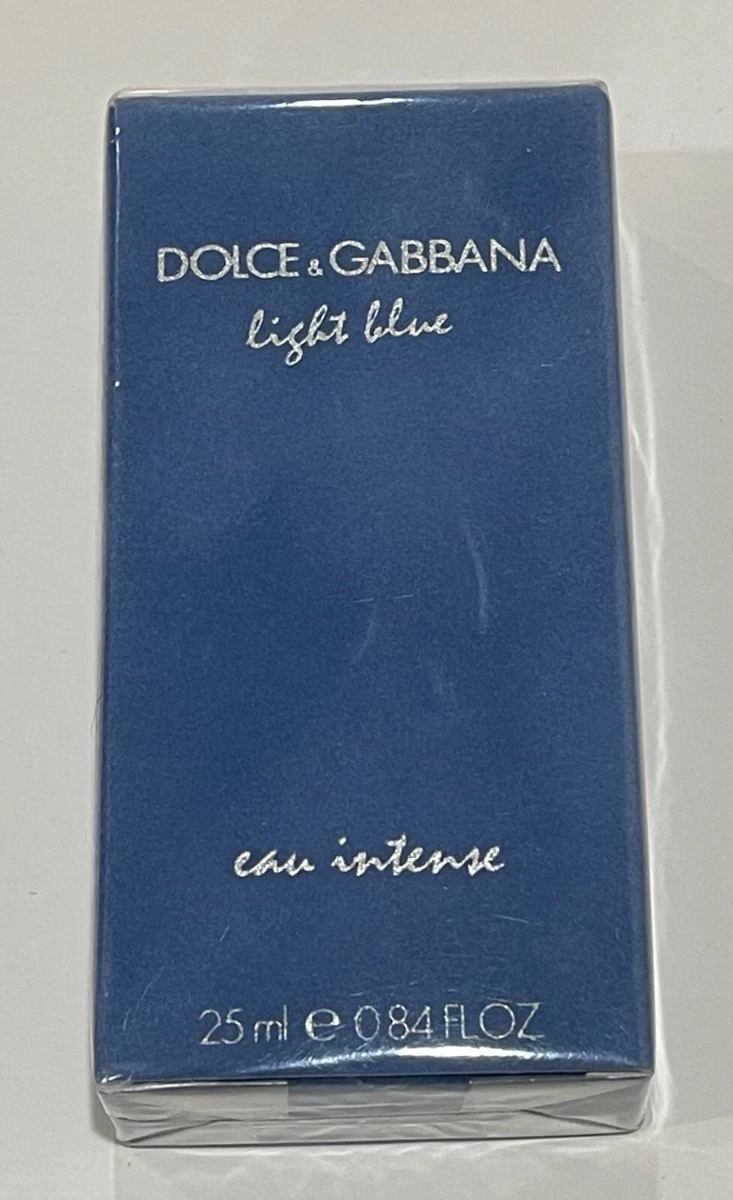 DOLCE & GABBANA
light blue
eau intense
25 ml ℮ 0.84 FL OZ